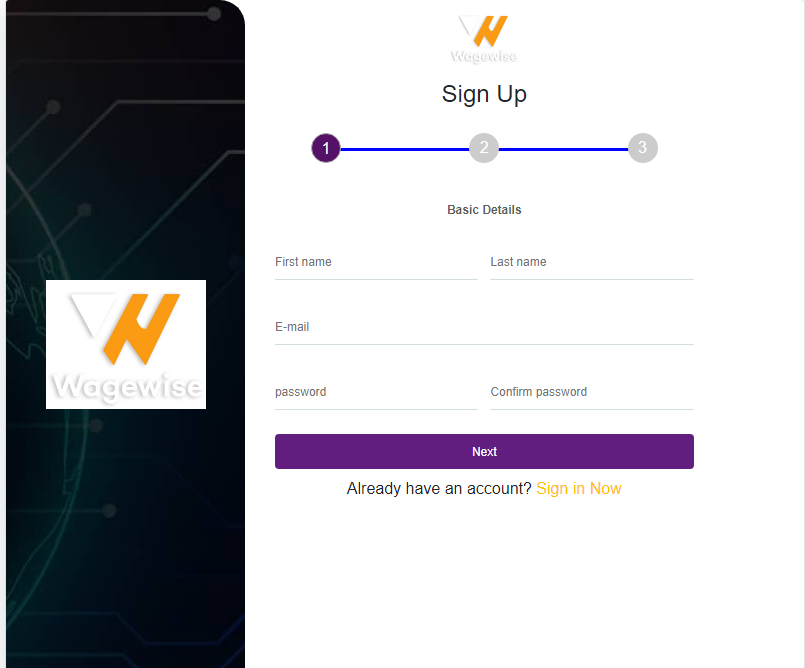 Wagewise
Wagewise
Sign Up
1 2 3
Basic Details
First name Last name
E-mail
password Confirm password
Next
Already have an account? Sign in Now